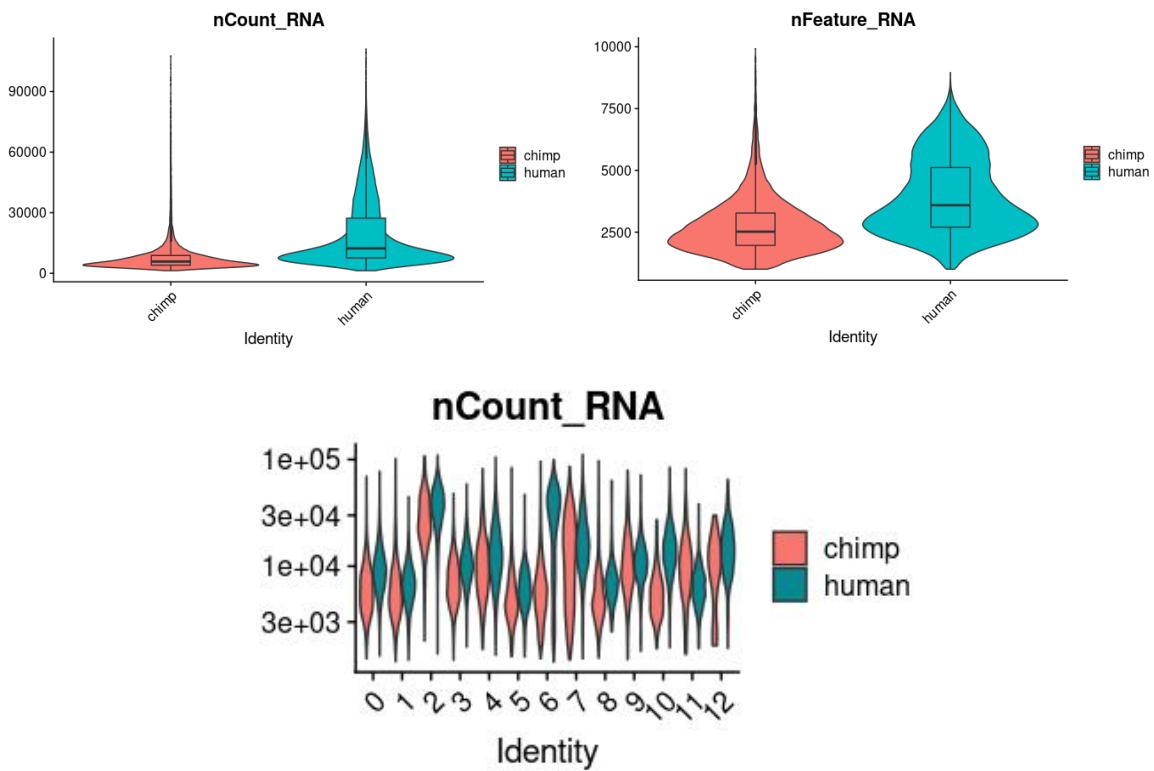 nCount_RNA
90000
60000
30000
0
chimp
human
Identity
chimp
human
nFeature_RNA
10000
7500
5000
2500
chimp
human
Identity
chimp
human
nCount_RNA
1e+05
3e+04
1e+04
3e+03
0 1 2 3 4 5 6 7 8 9 10 11 12
Identity
chimp
human